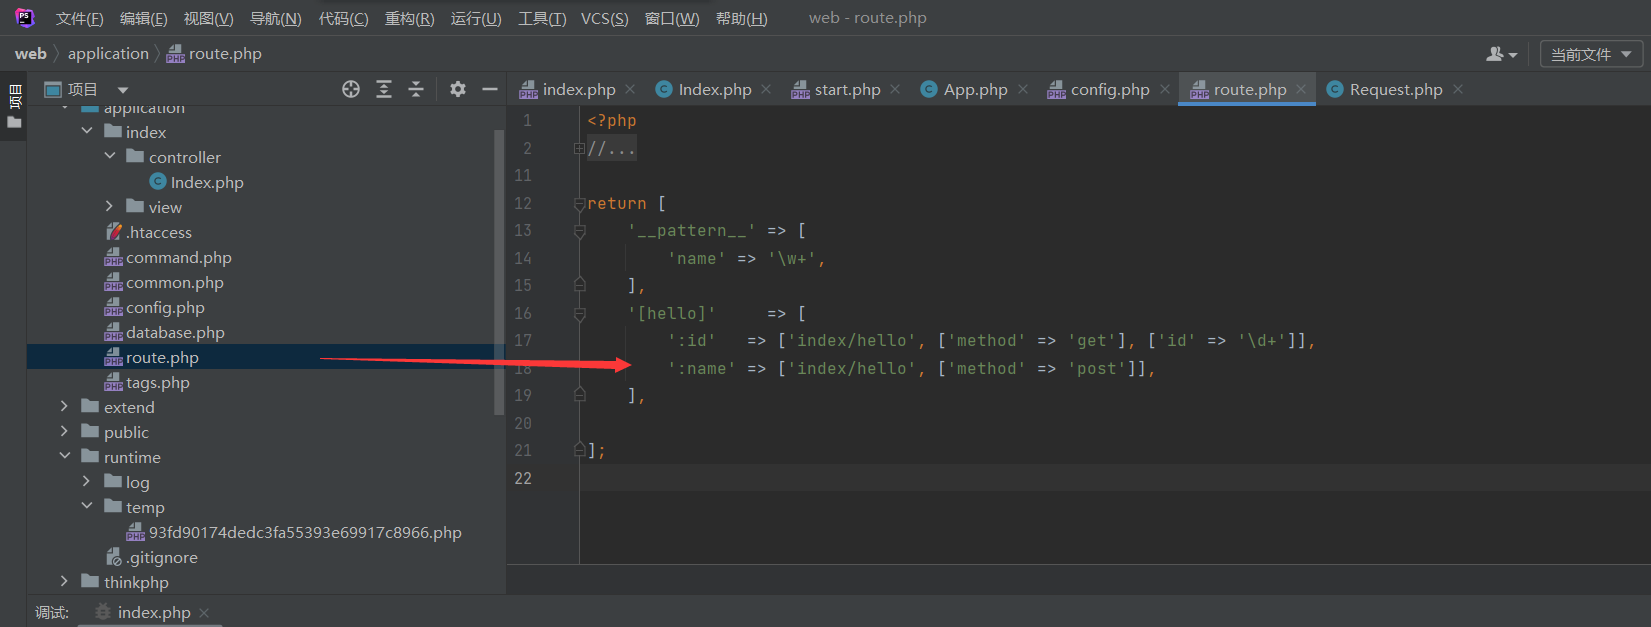 PS 文件(F) 编辑(E) 视图(V) 导航(N) 代码(C) 重构(R) 运行(U) 工具(T) VCS(S) 窗口(W) 帮助(H) web - route.php
web application route.php 当前文件
项目
项目
index.php Index.php start.php App.php config.php route.php Request.php
application
index
controller
Index.php
view
.htaccess
command.php
common.php
config.php
database.php
route.php
tags.php
extend
public
runtime
log
temp
93fd90174dedc3fa55393e69917c8966.php
.gitignore
thinkphp
1 <?php
2 //...
11
12 return [
13 '__pattern__' => [
14 'name' => '\w+',
15 ],
16 '[hello]'     => [
17 ':id'   => ['index/hello', ['method' => 'get'], ['id' => '\d+']],
18 ':name' => ['index/hello', ['method' => 'post']],
19 ],
20
21 ];
22
调试: index.php